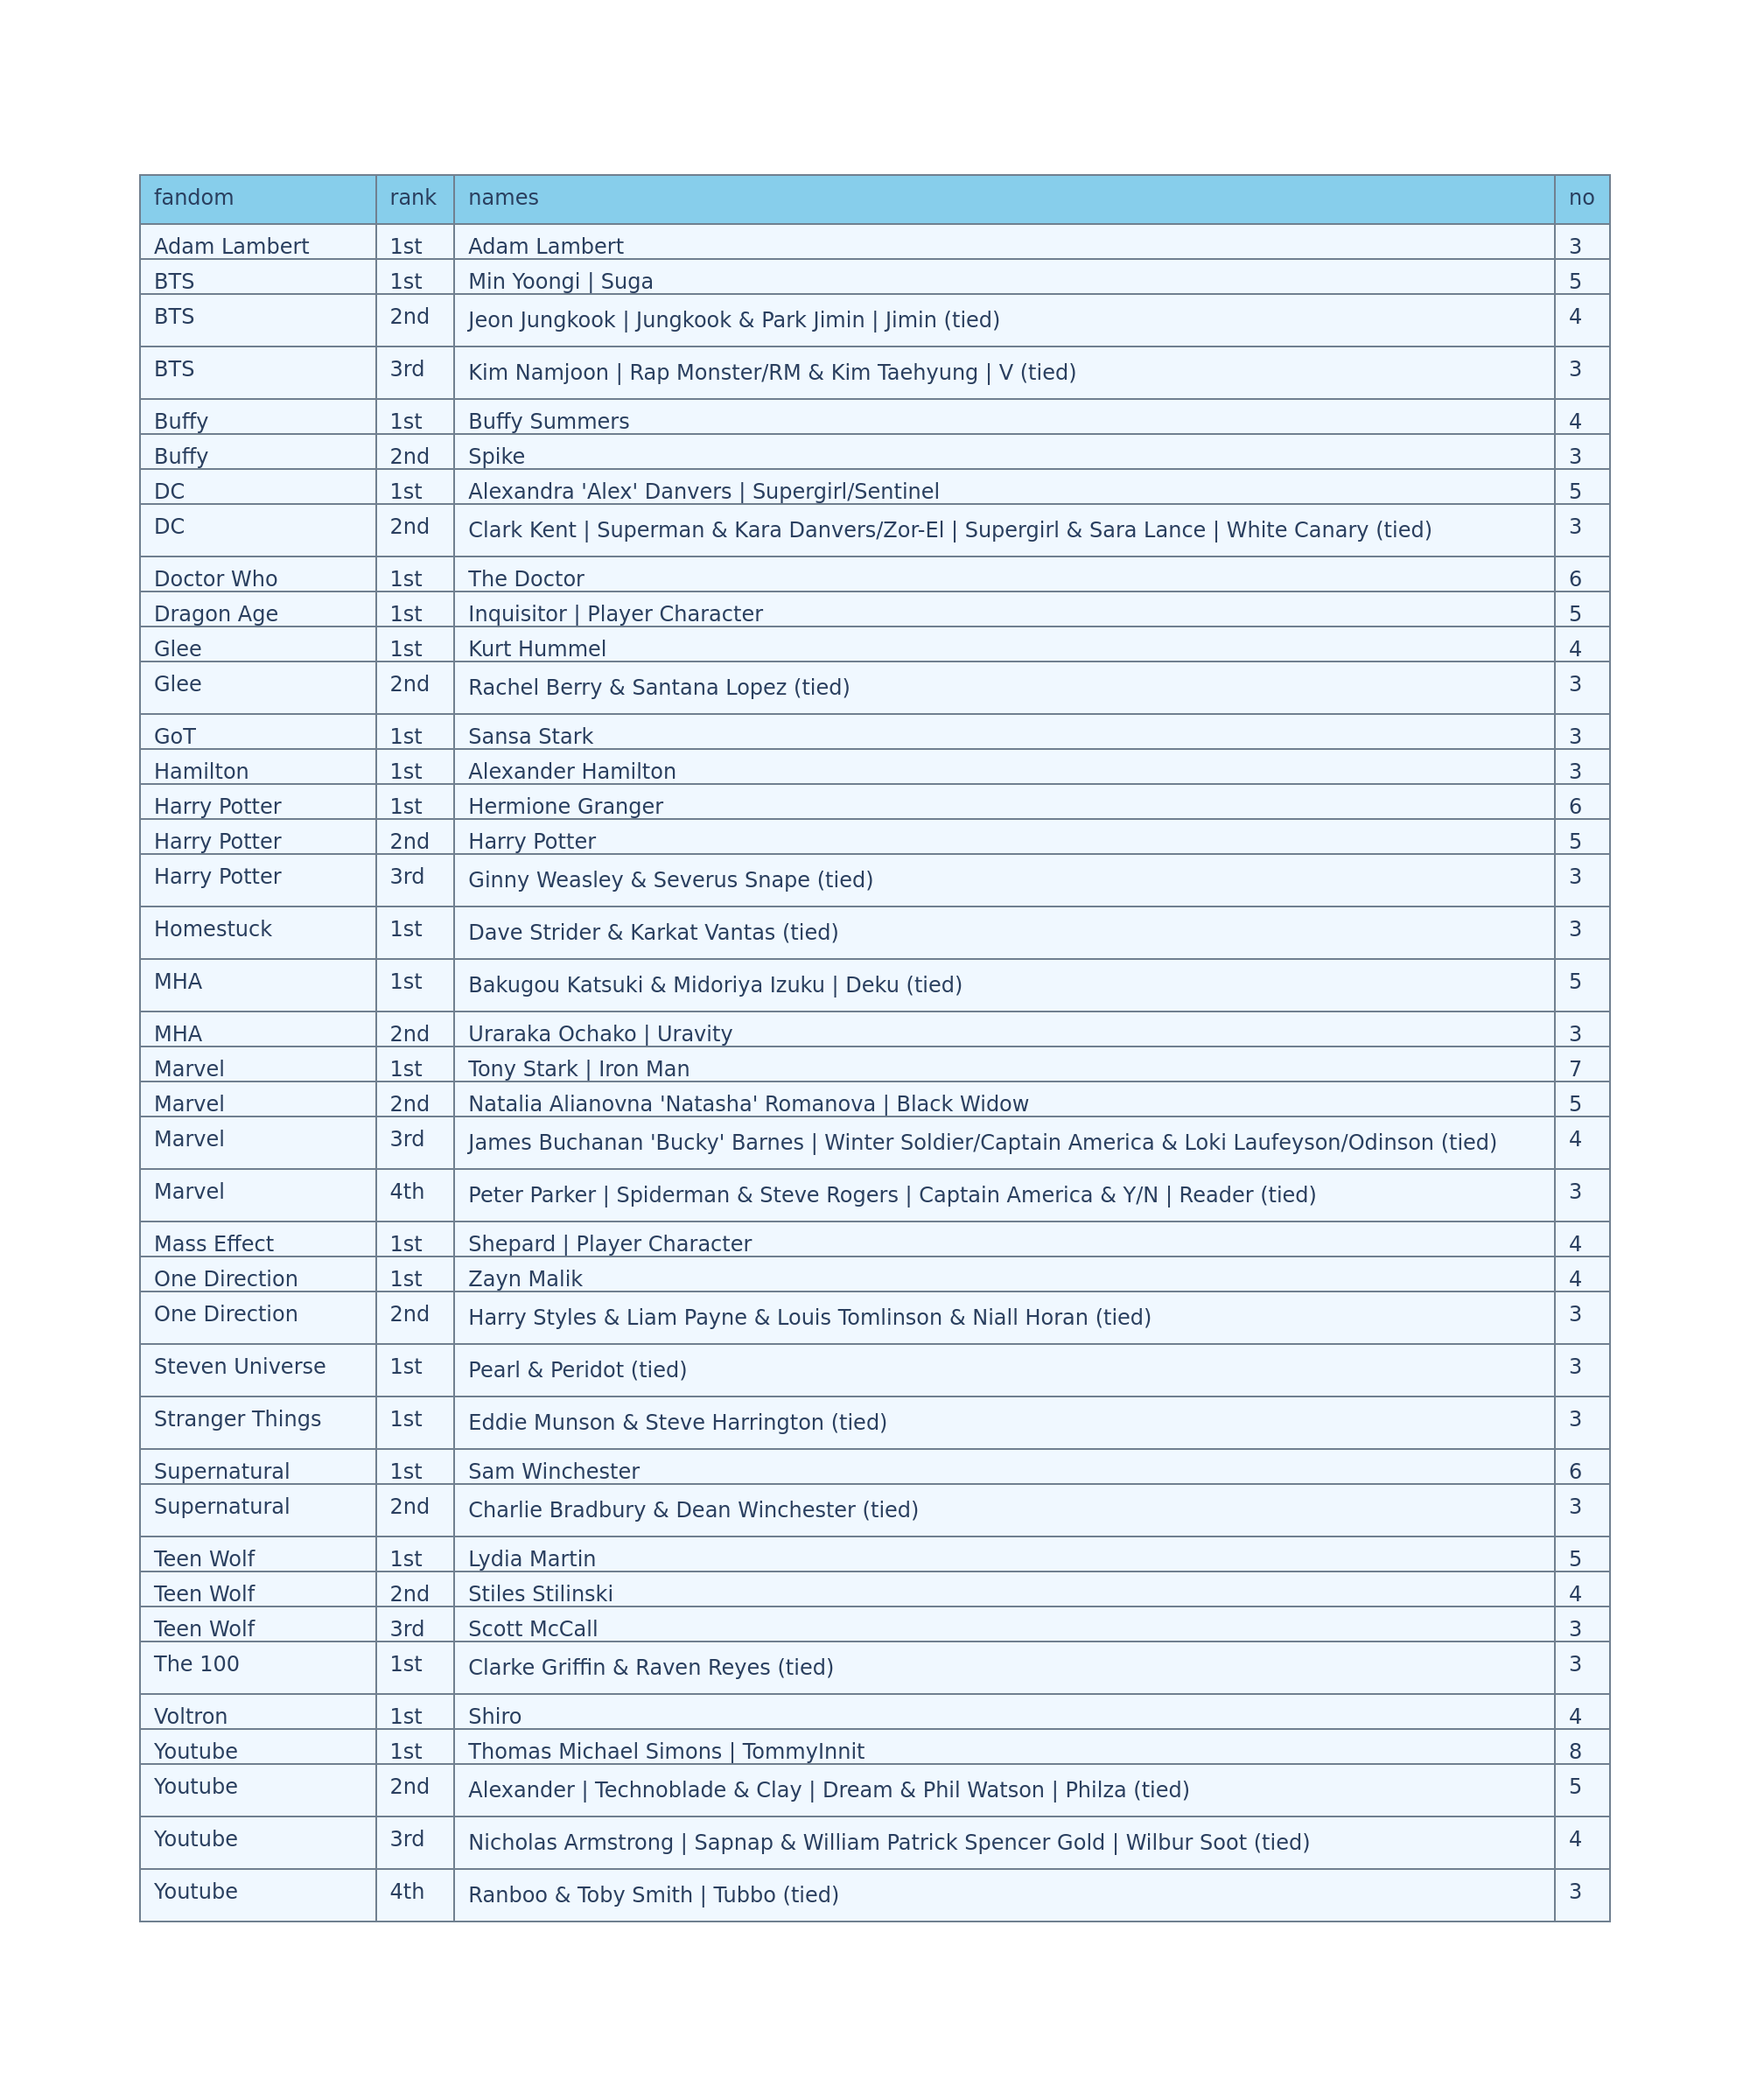 fandom rank names no
Adam Lambert 1st Adam Lambert 3
BTS 1st Min Yoongi | Suga 5
BTS 2nd Jeon Jungkook | Jungkook & Park Jimin | Jimin (tied) 4
BTS 3rd Kim Namjoon | Rap Monster/RM & Kim Taehyung | V (tied) 3
Buffy 1st Buffy Summers 4
Buffy 2nd Spike 3
DC 1st Alexandra 'Alex' Danvers | Supergirl/Sentinel 5
DC 2nd Clark Kent | Superman & Kara Danvers/Zor-El | Supergirl & Sara Lance | White Canary (tied) 3
Doctor Who 1st The Doctor 6
Dragon Age 1st Inquisitor | Player Character 5
Glee 1st Kurt Hummel 4
Glee 2nd Rachel Berry & Santana Lopez (tied) 3
GoT 1st Sansa Stark 3
Hamilton 1st Alexander Hamilton 3
Harry Potter 1st Hermione Granger 6
Harry Potter 2nd Harry Potter 5
Harry Potter 3rd Ginny Weasley & Severus Snape (tied) 3
Homestuck 1st Dave Strider & Karkat Vantas (tied) 3
MHA 1st Bakugou Katsuki & Midoriya Izuku | Deku (tied) 5
MHA 2nd Uraraka Ochako | Uravity 3
Marvel 1st Tony Stark | Iron Man 7
Marvel 2nd Natalia Alianovna 'Natasha' Romanova | Black Widow 5
Marvel 3rd James Buchanan 'Bucky' Barnes | Winter Soldier/Captain America & Loki Laufeyson/Odinson (tied) 4
Marvel 4th Peter Parker | Spiderman & Steve Rogers | Captain America & Y/N | Reader (tied) 3
Mass Effect 1st Shepard | Player Character 4
One Direction 1st Zayn Malik 4
One Direction 2nd Harry Styles & Liam Payne & Louis Tomlinson & Niall Horan (tied) 3
Steven Universe 1st Pearl & Peridot (tied) 3
Stranger Things 1st Eddie Munson & Steve Harrington (tied) 3
Supernatural 1st Sam Winchester 6
Supernatural 2nd Charlie Bradbury & Dean Winchester (tied) 3
Teen Wolf 1st Lydia Martin 5
Teen Wolf 2nd Stiles Stilinski 4
Teen Wolf 3rd Scott McCall 3
The 100 1st Clarke Griffin & Raven Reyes (tied) 3
Voltron 1st Shiro 4
Youtube 1st Thomas Michael Simons | TommyInnit 8
Youtube 2nd Alexander | Technoblade & Clay | Dream & Phil Watson | Philza (tied) 5
Youtube 3rd Nicholas Armstrong | Sapnap & William Patrick Spencer Gold | Wilbur Soot (tied) 4
Youtube 4th Ranboo & Toby Smith | Tubbo (tied) 3